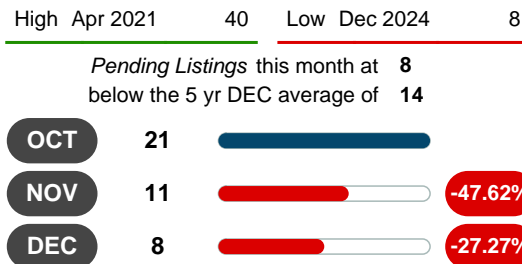 High Apr 2021 40 Low Dec 2024 8
Pending Listings this month at 8
below the 5 yr DEC average of 14
OCT 21
NOV 11 -47.62%
DEC 8 -27.27%